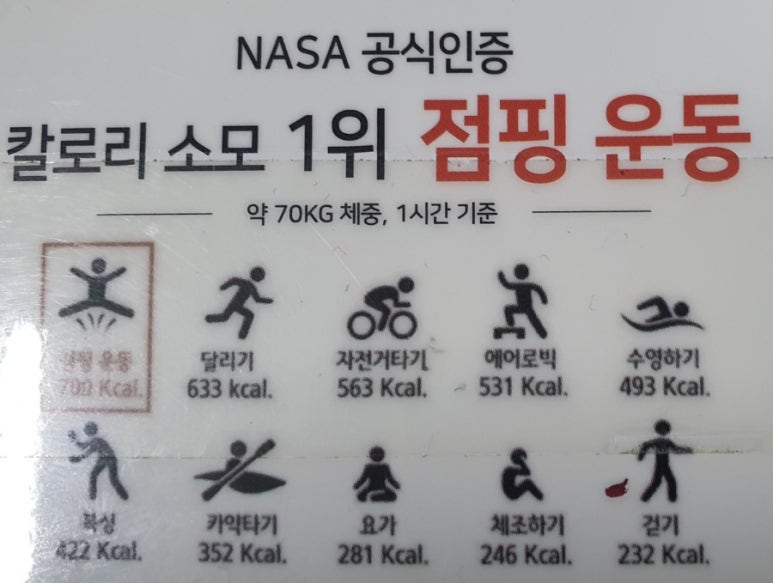 NASA 공식인증
칼로리 소모 1위 점핑 운동
약 70KG 체중, 1시간 기준
점핑 운동 달리기 자전거타기 에어로빅 수영하기
700 Kcal. 633 kcal. 563 Kcal. 531 Kcal. 493 Kcal.
복싱 카약타기 요가 체조하기 걷기
422 Kcal. 352 Kcal. 281 Kcal. 246 Kcal. 232 Kcal.